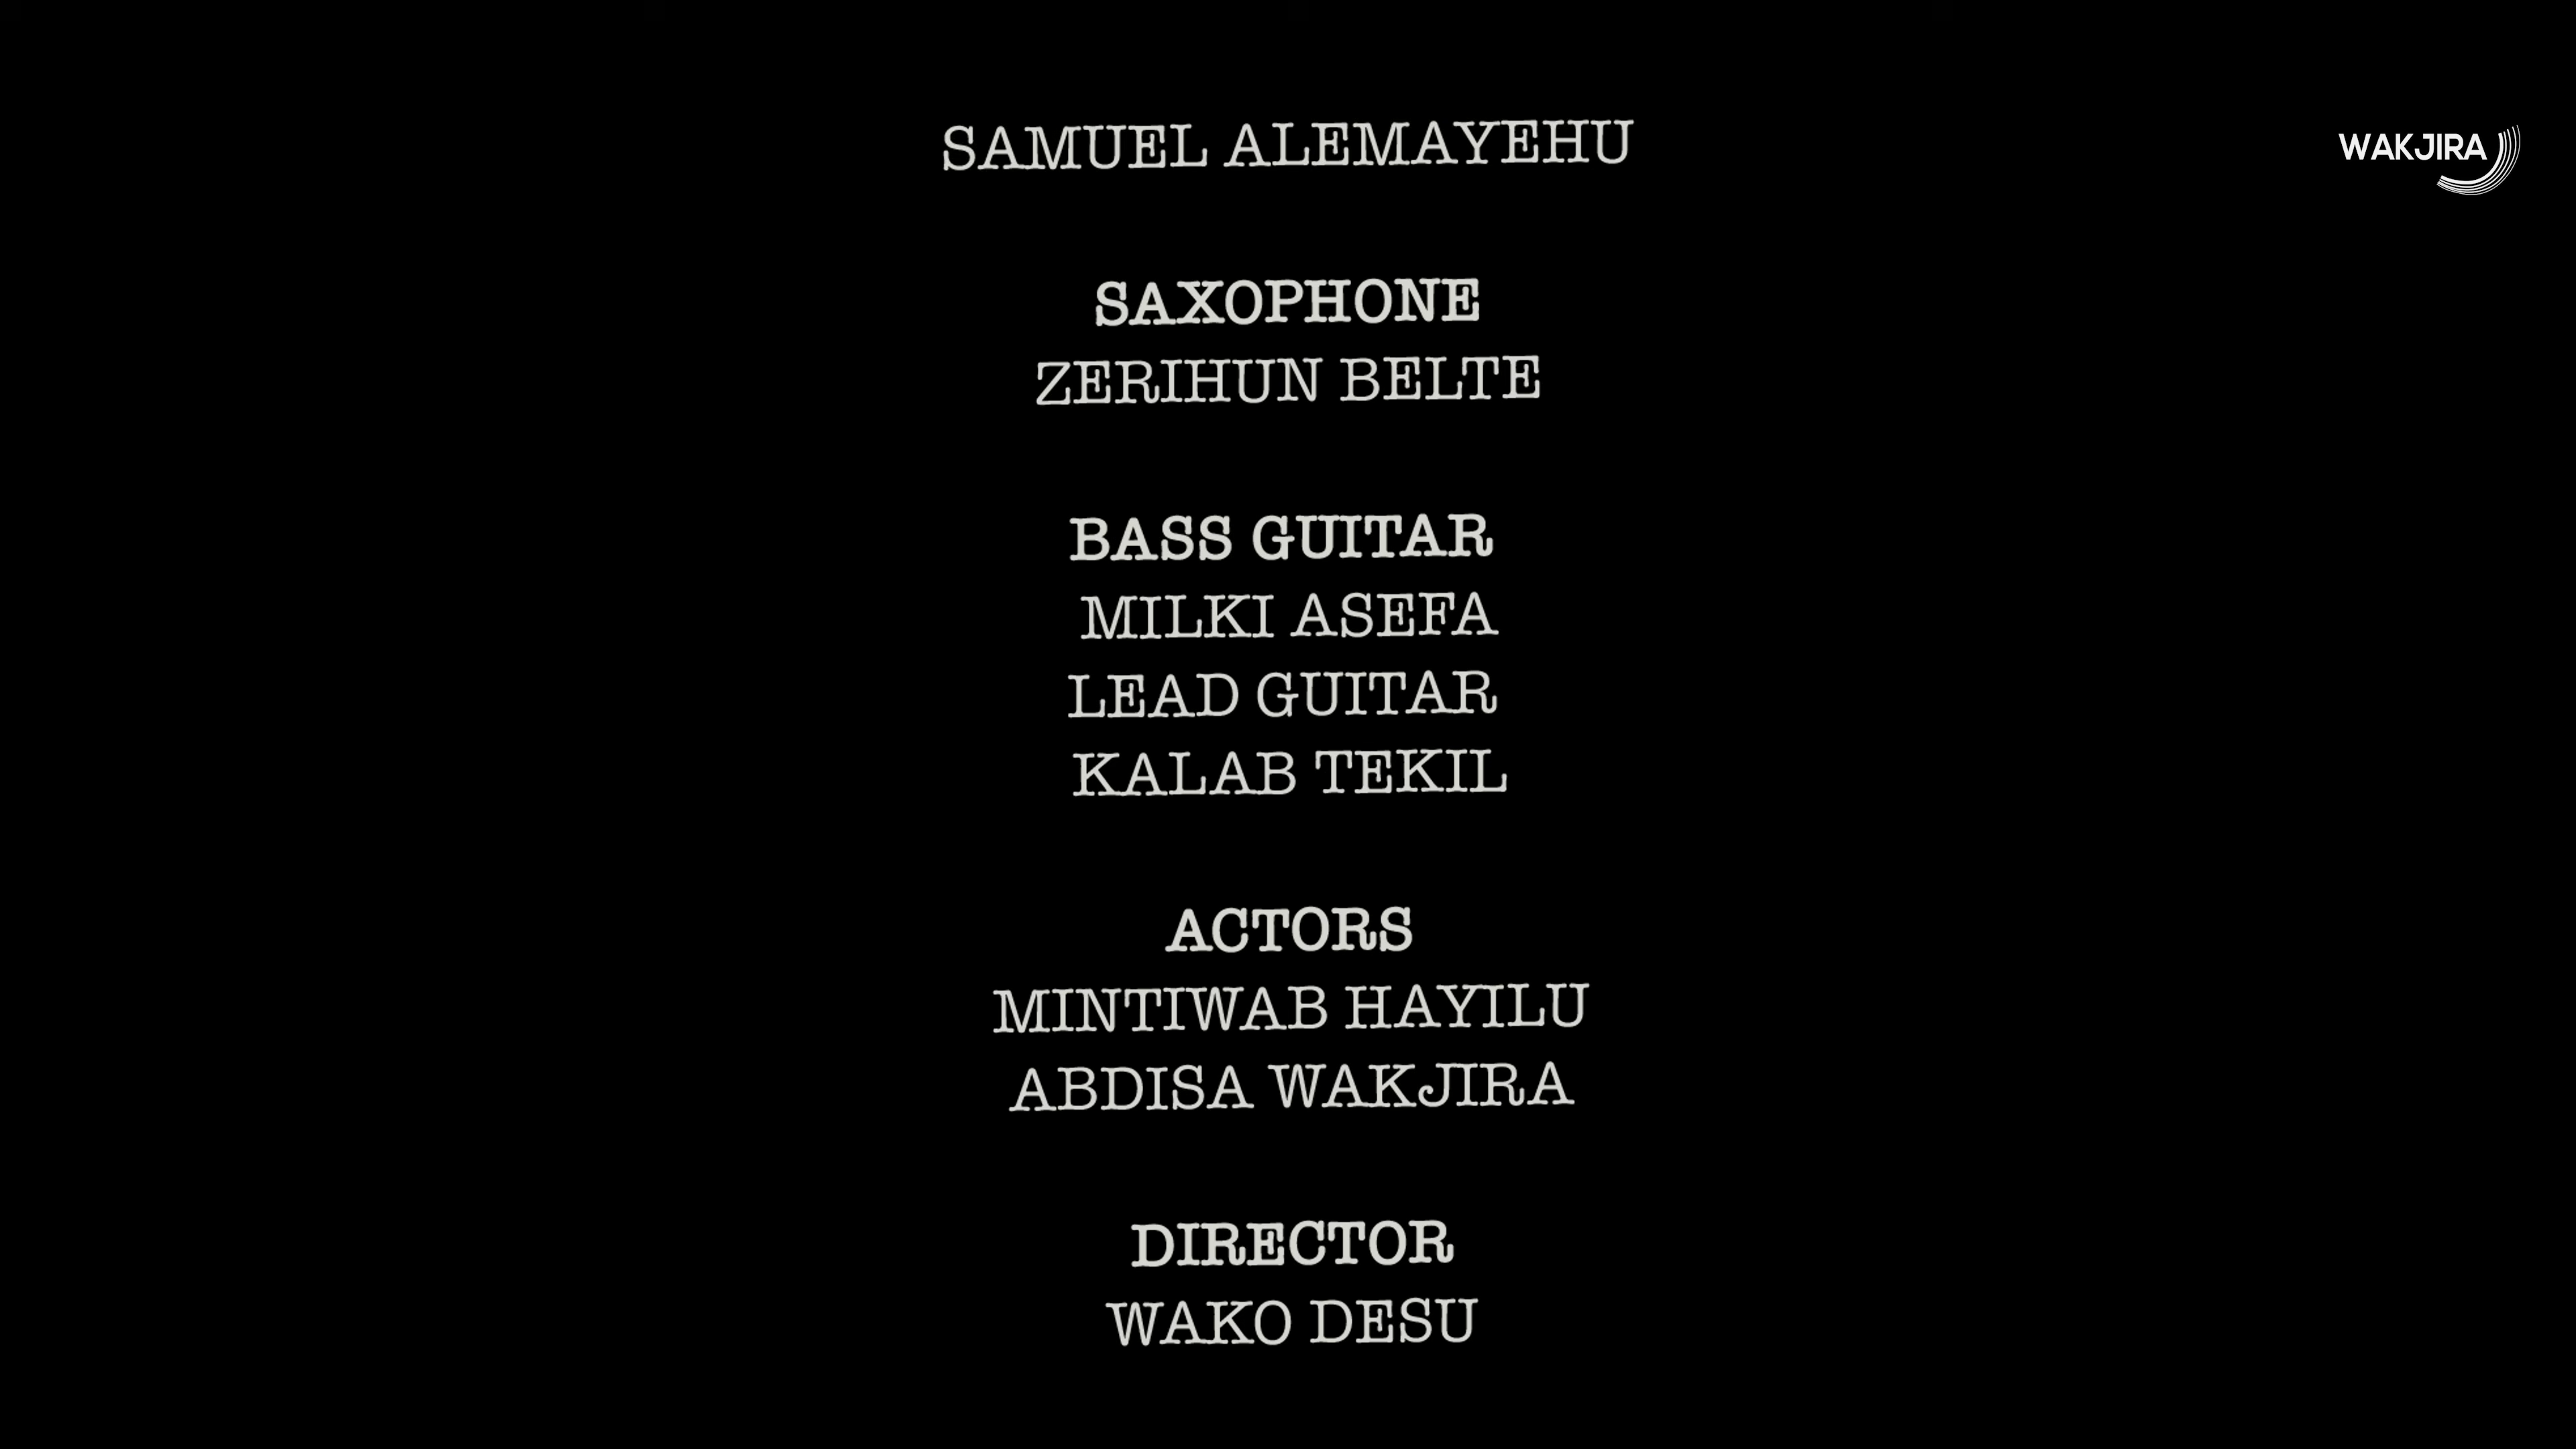 SAMUEL ALEMAYEHU
WAKJIRA
SAXOPHONE
ZERIHUN BELTE
BASS GUITAR
MILKI ASEFA
LEAD GUITAR
KALAB TEKIL
ACTORS
MINTIWAB HAYILU
ABDISA WAKJIRA
DIRECTOR
WAKO DESU